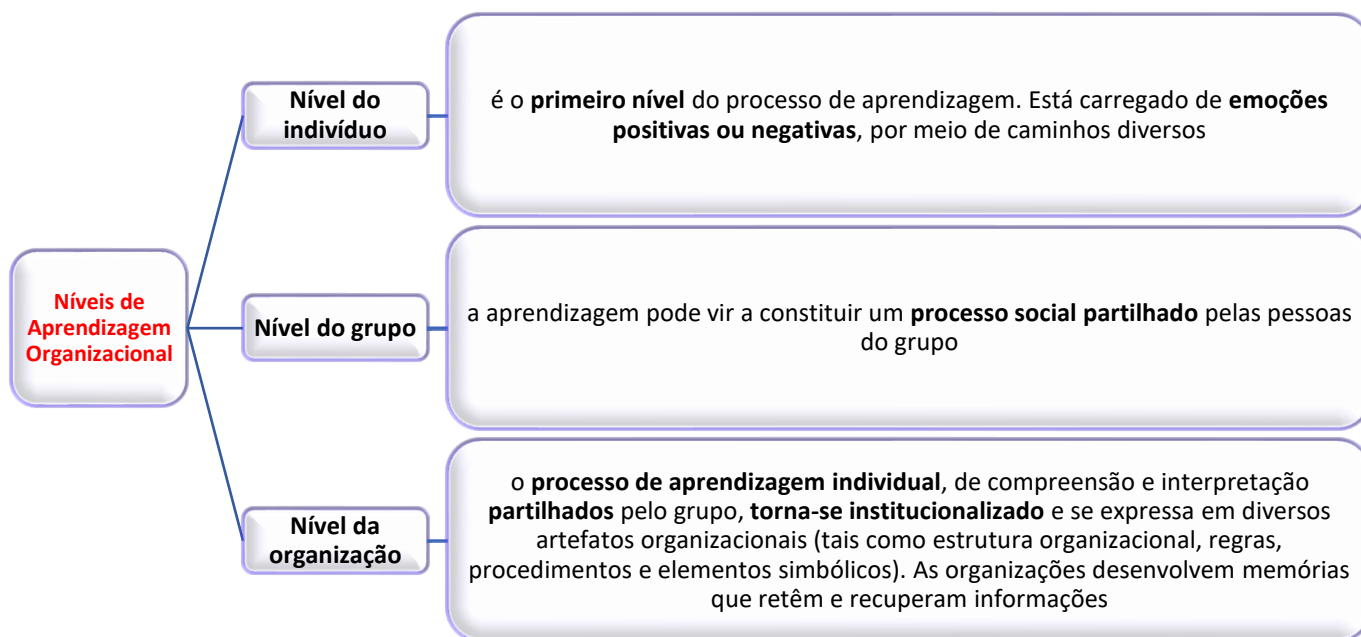 Níveis de
Aprendizagem
Organizacional
Nível do
indivíduo
é o primeiro nível do processo de aprendizagem. Está carregado de emoções
positivas ou negativas, por meio de caminhos diversos
Nível do grupo
a aprendizagem pode vir a constituir um processo social partilhado pelas pessoas
do grupo
Nível da
organização
o processo de aprendizagem individual, de compreensão e interpretação
partilhados pelo grupo, torna-se institucionalizado e se expressa em diversos
artefatos organizacionais (tais como estrutura organizacional, regras,
procedimentos e elementos simbólicos). As organizações desenvolvem memórias
que retêm e recuperam informações